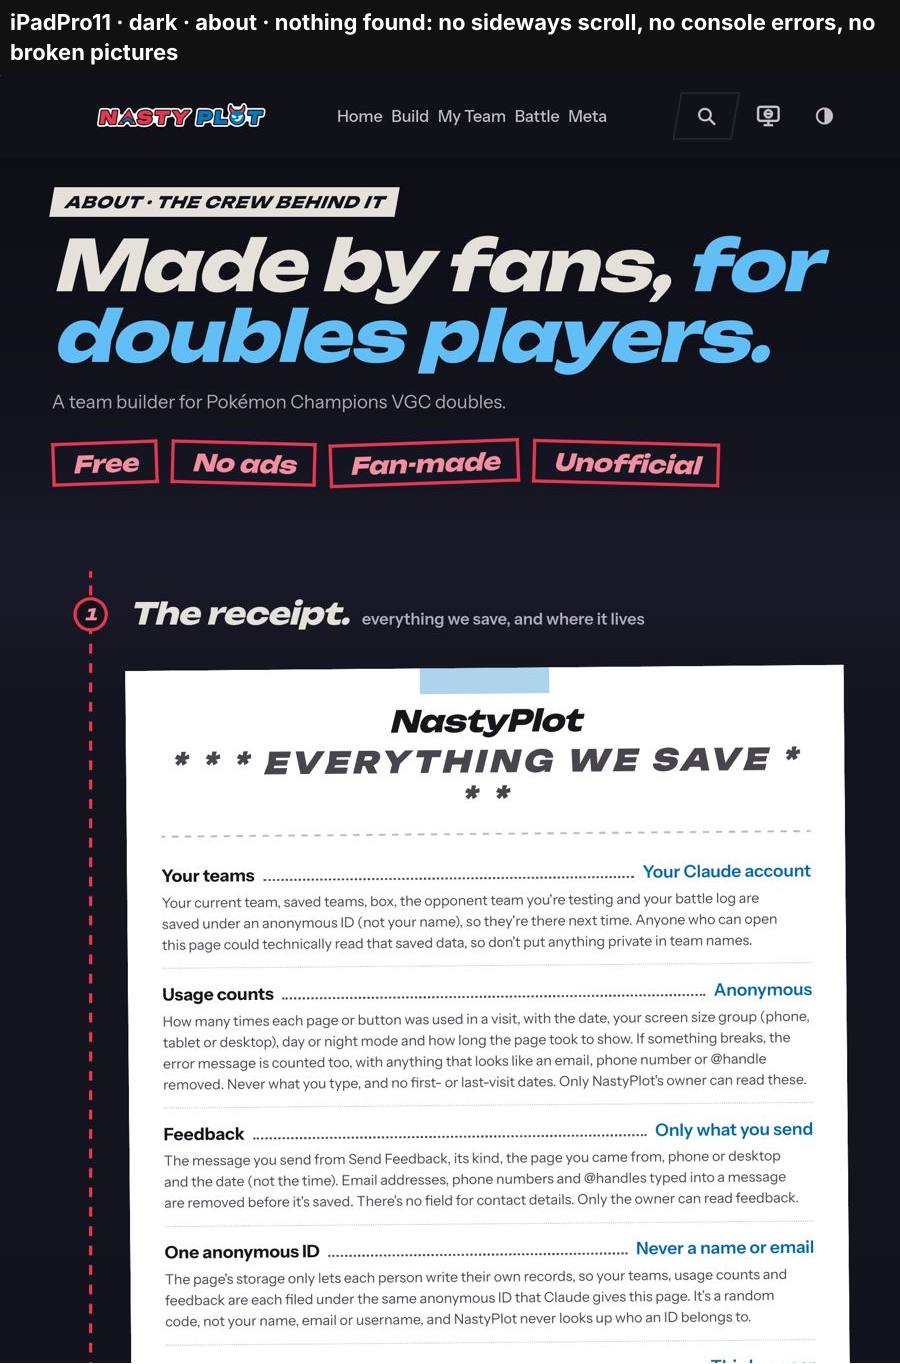 iPadPro11 · dark · about · nothing found: no sideways scroll, no console errors, no
broken pictures
NASTY PLOT
Home Build My Team Battle Meta
ABOUT · THE CREW BEHIND IT
Made by fans, for
doubles players.
A team builder for Pokémon Champions VGC doubles.
Free No ads Fan-made Unofficial
1 The receipt. everything we save, and where it lives
NastyPlot
* * * EVERYTHING WE SAVE *
* *
Your teams Your Claude account
Your current team, saved teams, box, the opponent team you're testing and your battle log are
saved under an anonymous ID (not your name), so they're there next time. Anyone who can open
this page could technically read that saved data, so don't put anything private in team names.
Usage counts Anonymous
How many times each page or button was used in a visit, with the date, your screen size group (phone,
tablet or desktop), day or night mode and how long the page took to show. If something breaks, the
error message is counted too, with anything that looks like an email, phone number or @handle
removed. Never what you type, and no first- or last-visit dates. Only NastyPlot's owner can read these.
Feedback Only what you send
The message you send from Send Feedback, its kind, the page you came from, phone or desktop
and the date (not the time). Email addresses, phone numbers and @handles typed into a message
are removed before it's saved. There's no field for contact details. Only the owner can read feedback.
One anonymous ID Never a name or email
The page's storage only lets each person write their own records, so your teams, usage counts and
feedback are each filed under the same anonymous ID that Claude gives this page. It's a random
code, not your name, email or username, and NastyPlot never looks up who an ID belongs to.